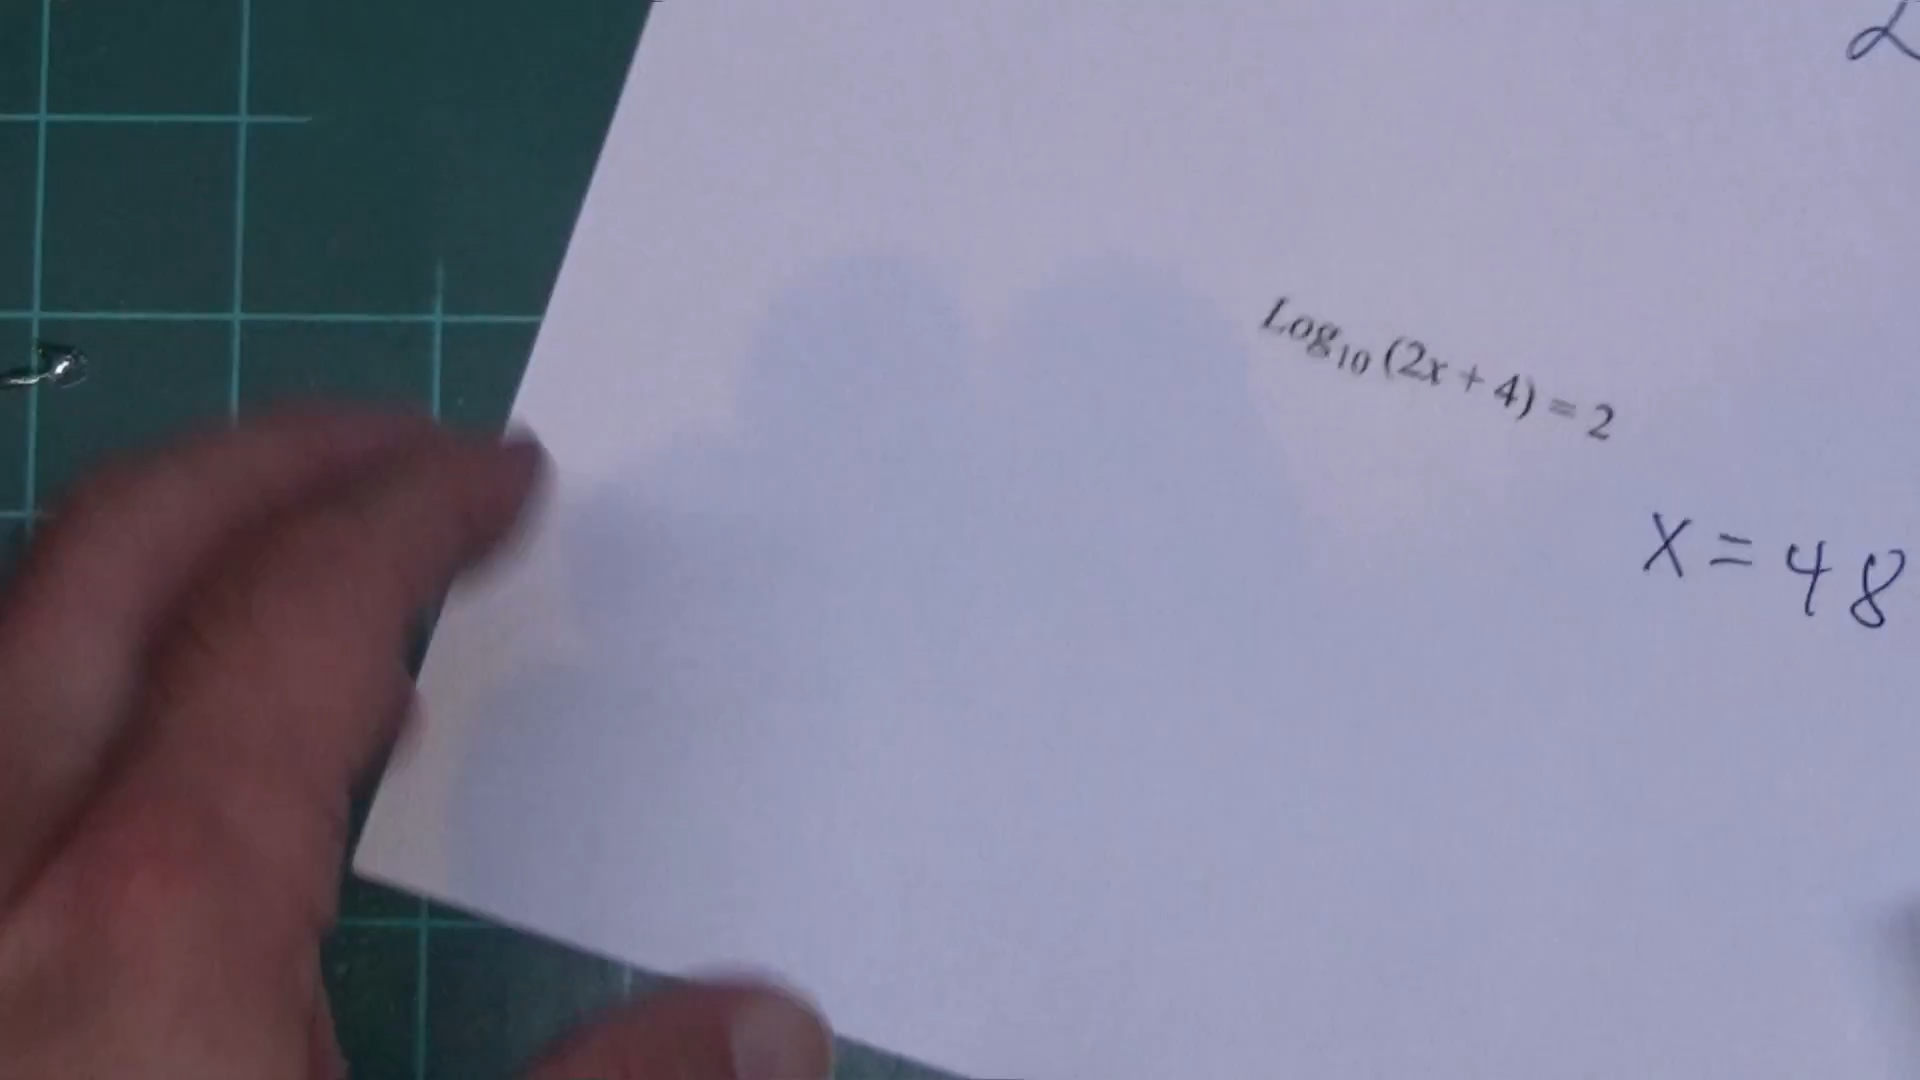 Log₁₀ (2x + 4) = 2
X = 48